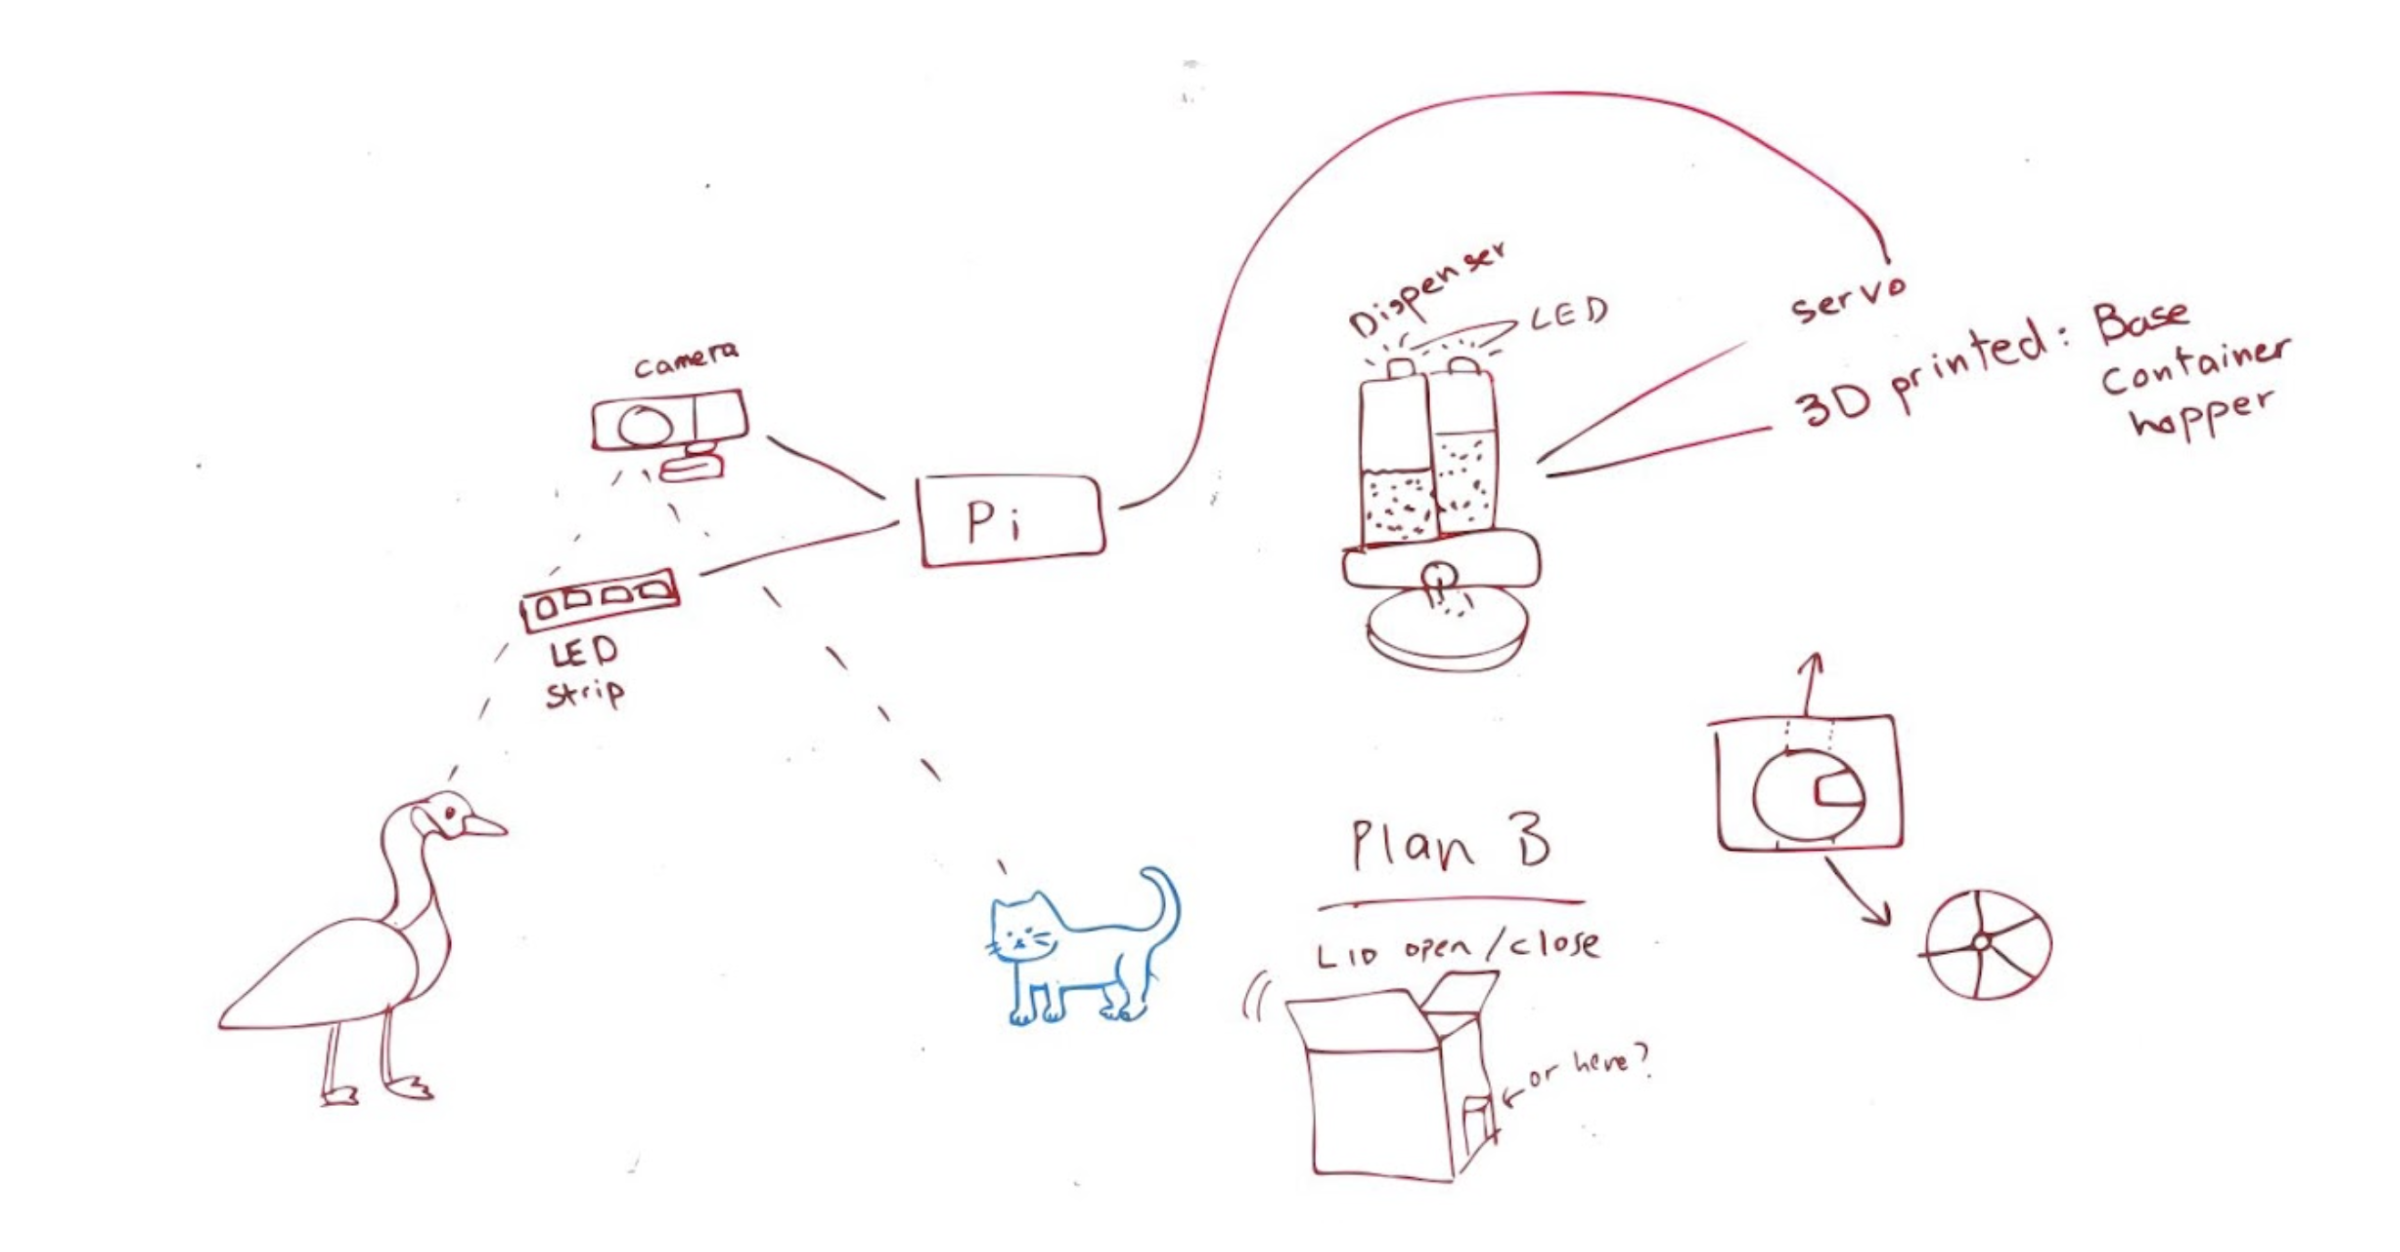 Dispenser
LED
servo
3D printed: Base
Container
hopper
Camera
Pi
LED
Strip
Plan B
LID open/close
or here?